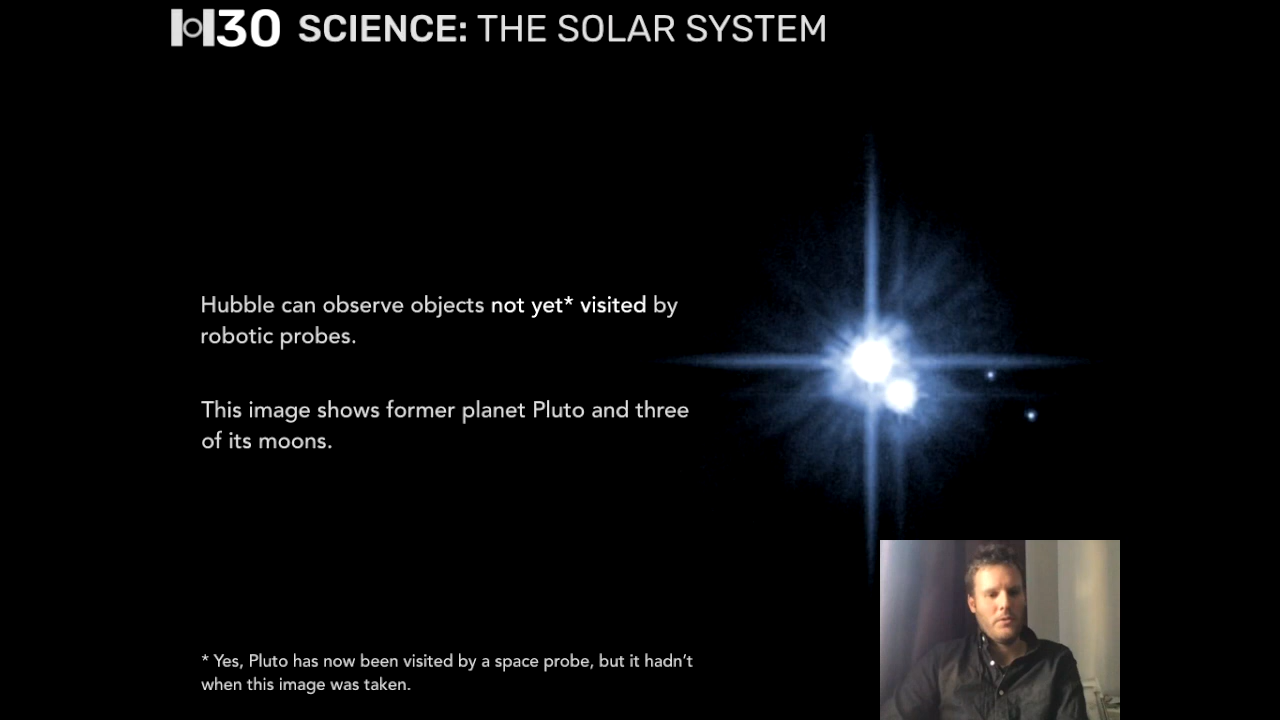 H30 SCIENCE: THE SOLAR SYSTEM
Hubble can observe objects not yet* visited by
robotic probes.
This image shows former planet Pluto and three
of its moons.
* Yes, Pluto has now been visited by a space probe, but it hadn't
when this image was taken.